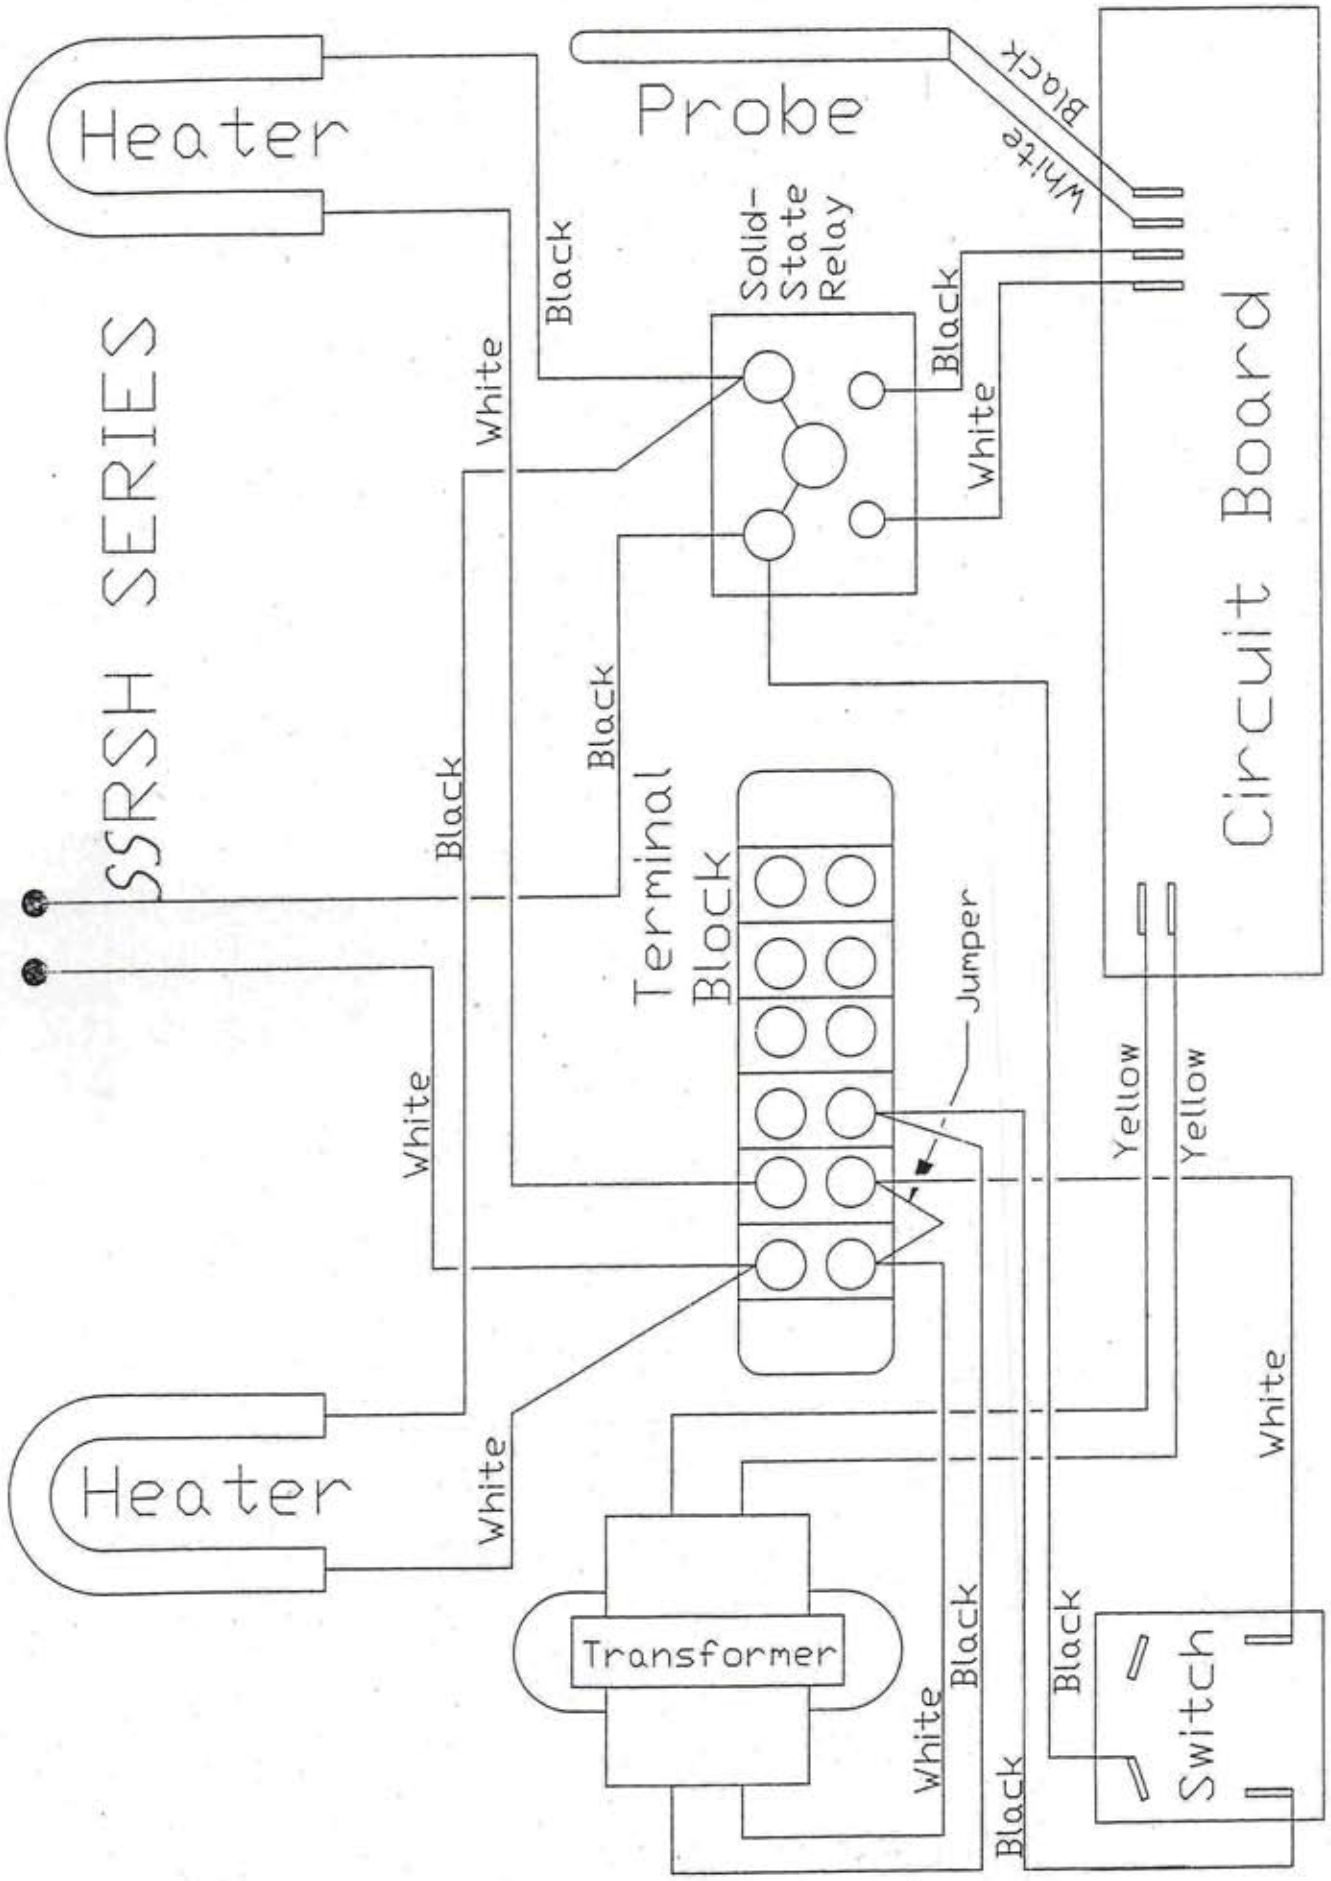 Heater
Probe
Black
White
Solid-
State
Relay
Black
White
Black
White
SSRSH SERIES
Circuit Board
Black
Black
Terminal
Block
Jumper
White
Yellow
Yellow
Heater
White
White
Transformer
Black
White
Black
Black
Switch